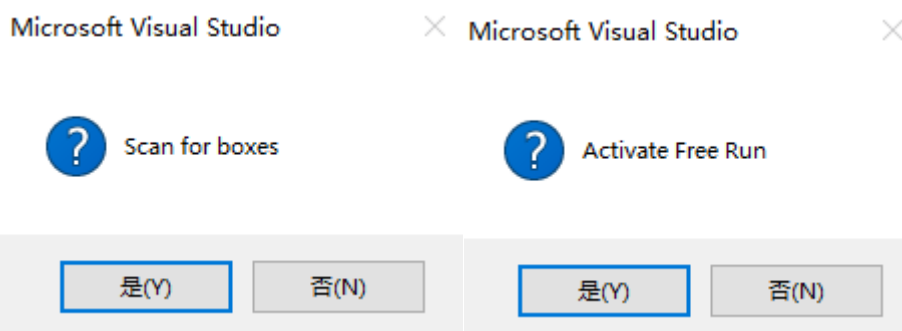 Microsoft Visual Studio
Scan for boxes
是(Y)
否(N)
Microsoft Visual Studio
Activate Free Run
是(Y)
否(N)